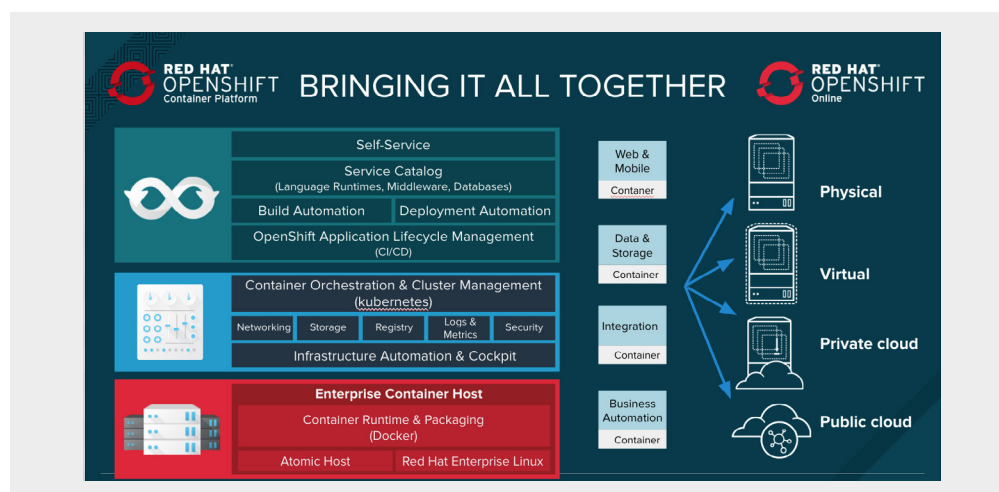 RED HAT®
OPENSHIFT
Container Platform
BRINGING IT ALL TOGETHER
RED HAT®
OPENSHIFT
Online
Self-Service
Service Catalog
(Language Runtimes, Middleware, Databases)
Build Automation
Deployment Automation
OpenShift Application Lifecycle Management
(CI/CD)
Container Orchestration & Cluster Management
(kubernetes)
Networking
Storage
Registry
Logs &
Metrics
Security
Infrastructure Automation & Cockpit
Enterprise Container Host
Container Runtime & Packaging
(Docker)
Atomic Host
Red Hat Enterprise Linux
Web &
Mobile
Contaner
Data &
Storage
Container
Integration
Container
Business
Automation
Container
Physical
Virtual
Private cloud
Public cloud